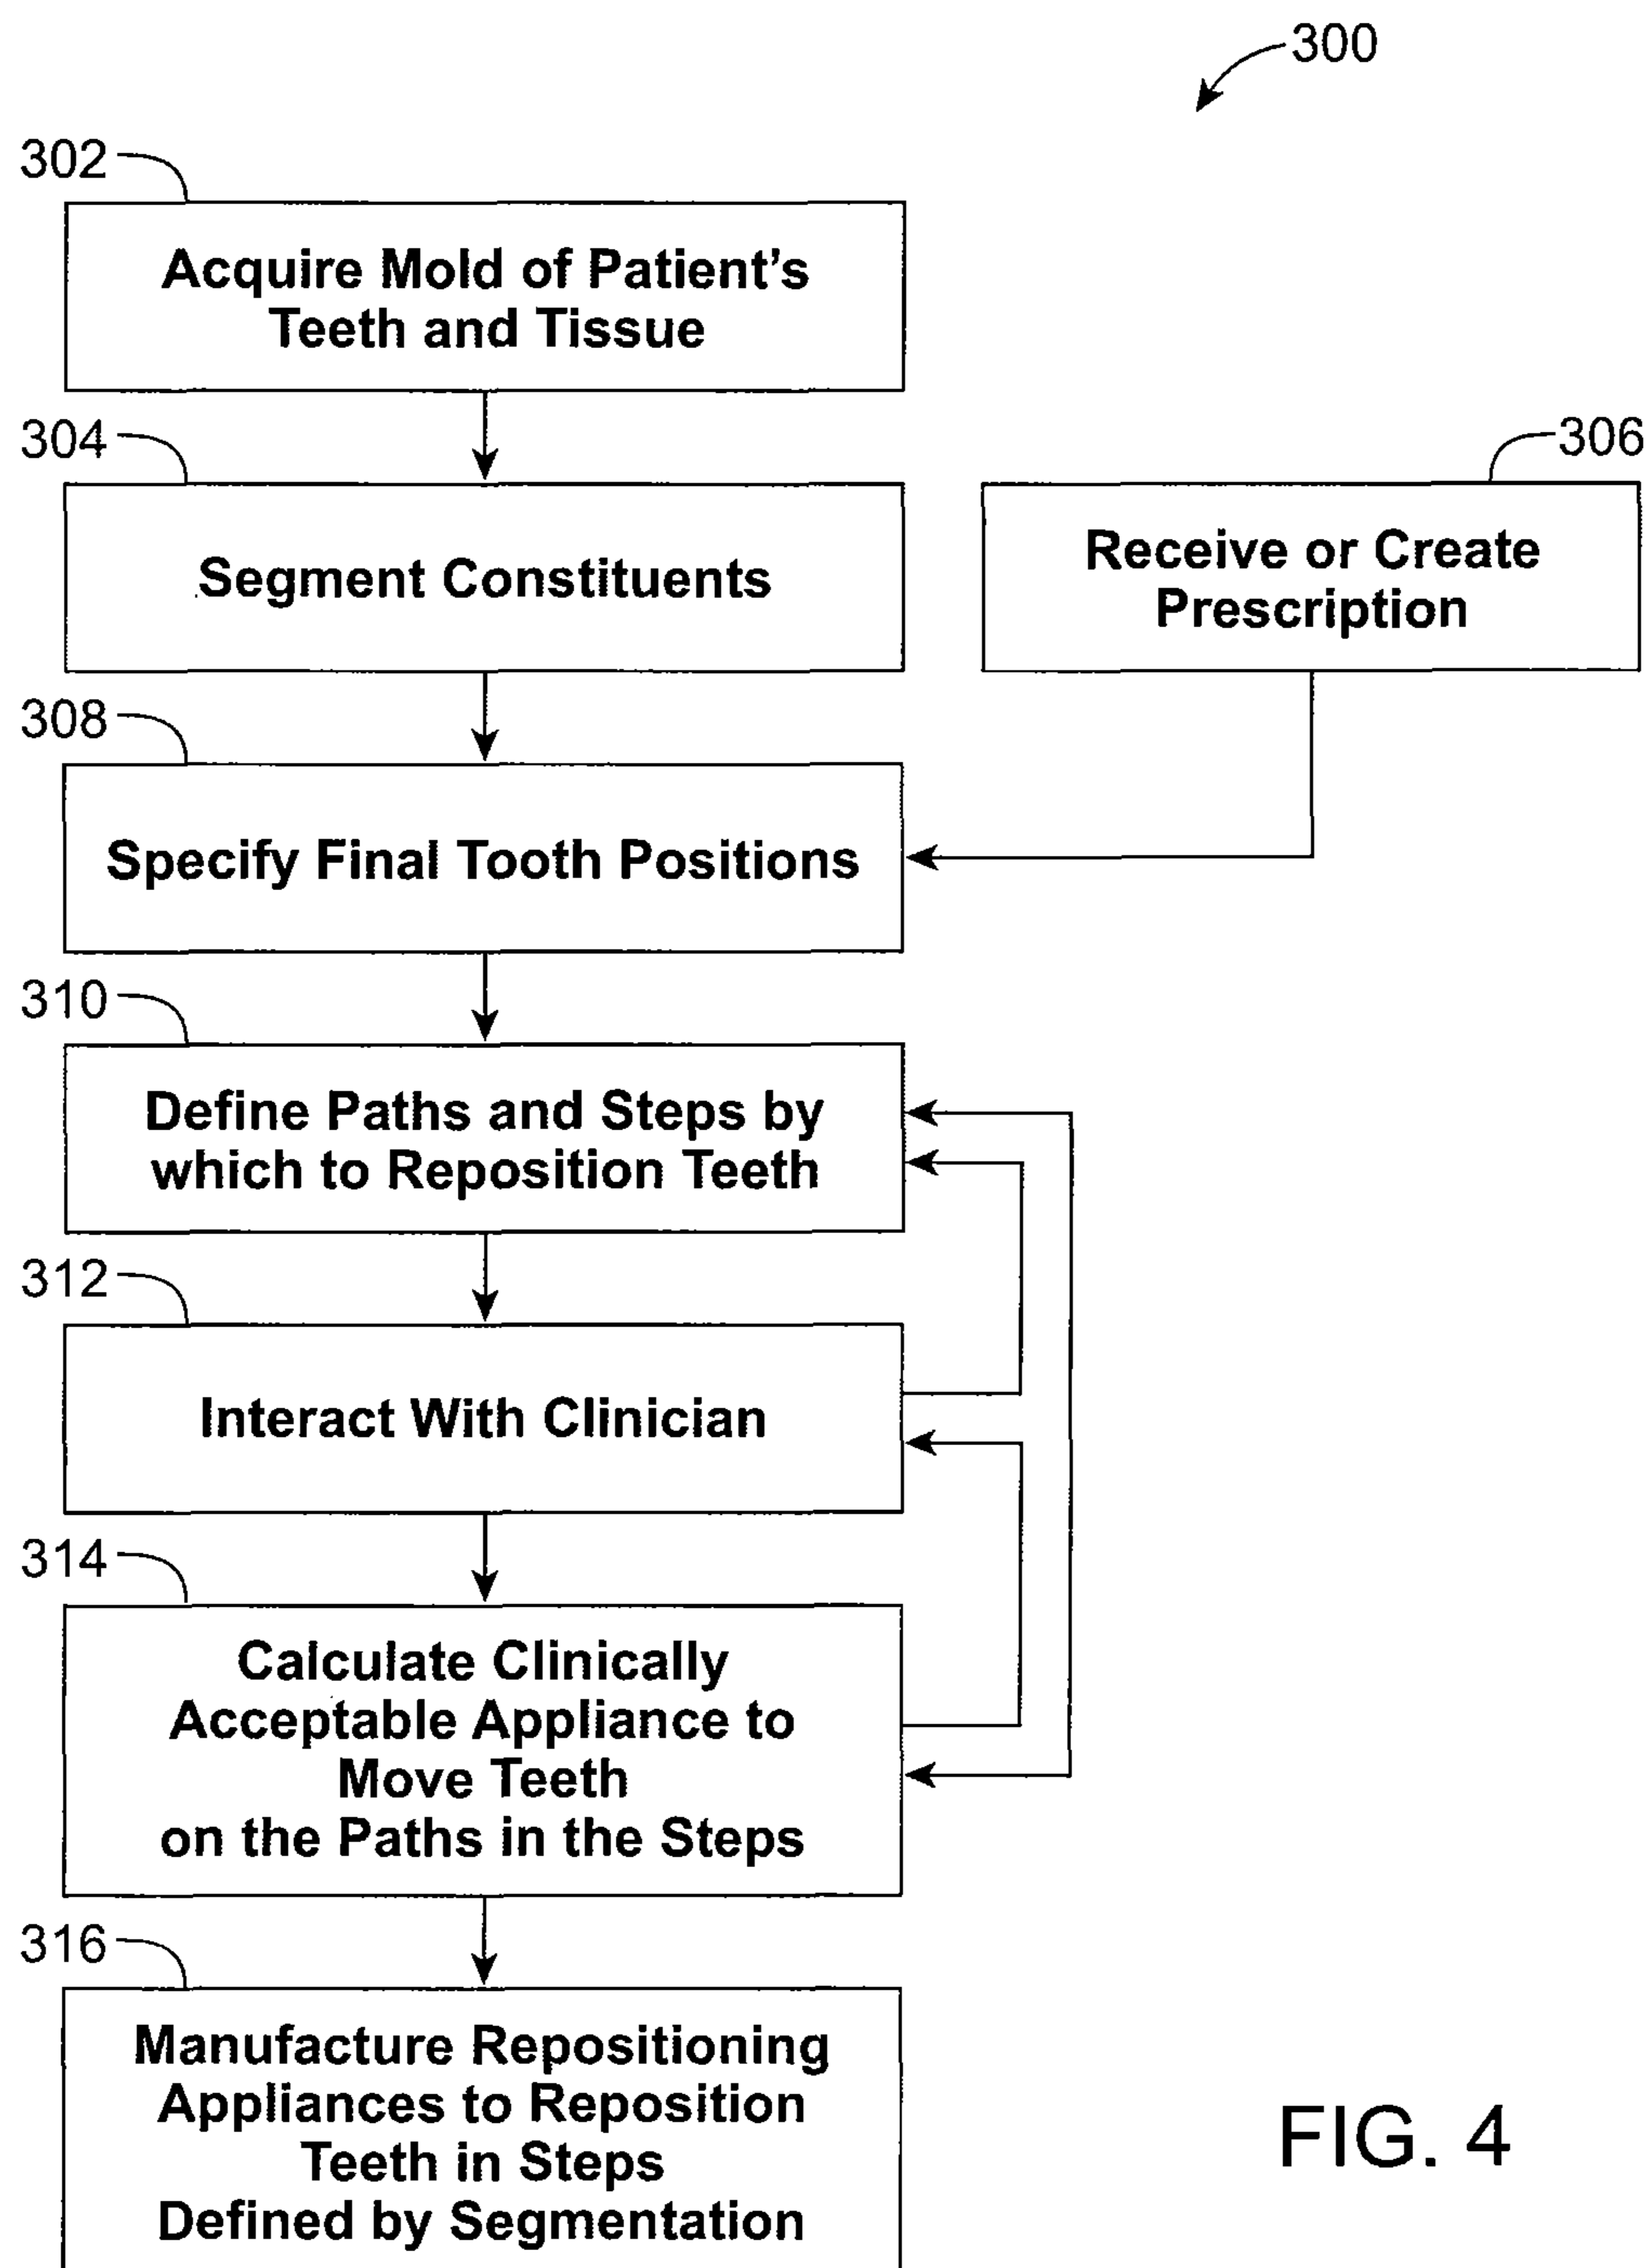 300
302
Acquire Mold of Patient's
Teeth and Tissue
304
Segment Constituents
306
Receive or Create
Prescription
308
Specify Final Tooth Positions
310
Define Paths and Steps by
which to Reposition Teeth
312
Interact With Clinician
314
Calculate Clinically
Acceptable Appliance to
Move Teeth
on the Paths in the Steps
316
Manufacture Repositioning
Appliances to Reposition
Teeth in Steps
Defined by Segmentation
FIG. 4